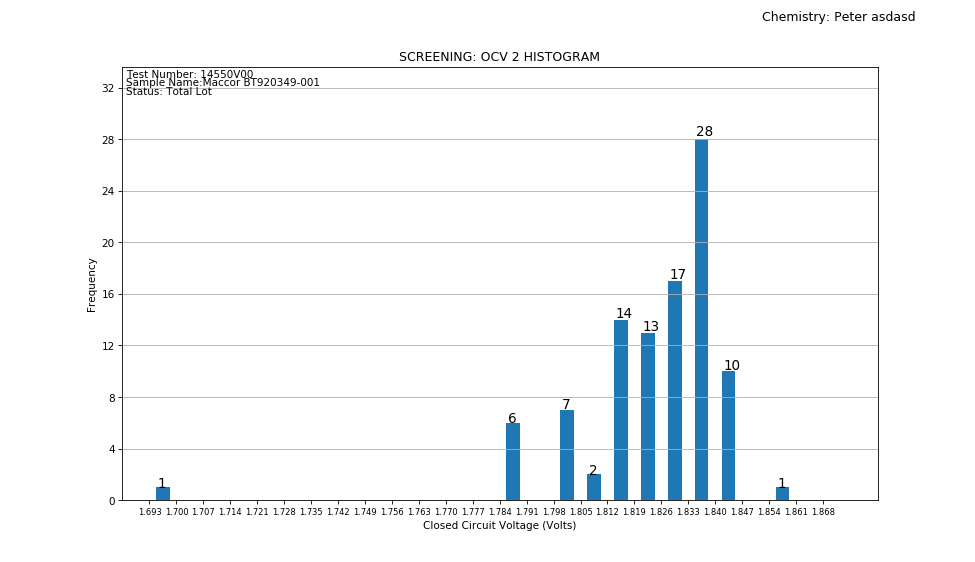 Chemistry: Peter asdasd
SCREENING: OCV 2 HISTOGRAM
Test Number: 14550V00
Sample Name:Maccor BT920349-001
Status: Total Lot
32
28
24
20
16
12
8
4
0
Frequency
1
6
7
2
14
13
17
28
10
1
1.693 1.700 1.707 1.714 1.721 1.728 1.735 1.742 1.749 1.756 1.763 1.770 1.777 1.784 1.791 1.798 1.805 1.812 1.819 1.826 1.833 1.840 1.847 1.854 1.861 1.868
Closed Circuit Voltage (Volts)